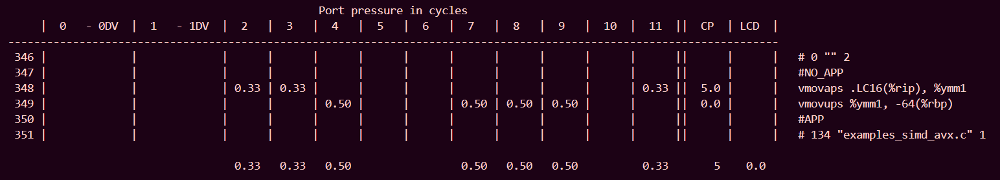 Port pressure in cycles
| 0 - 0DV | 1 - 1DV | 2 | 3 | 4 | 5 | 6 | 7 | 8 | 9 | 10 | 11 || CP | LCD |
-------------------------------------------------------------------------------------------------------------------------
346 | | | | | | | | | | | | || | | # 0 "" 2
347 | | | | | | | | | | | | || | | #NO_APP
348 | | | 0.33 | 0.33 | | | | | | | | 0.33 || 5.0 | | vmovaps .LC16(%rip), %ymm1
349 | | | | | 0.50 | | | 0.50 | 0.50 | 0.50 | | || 0.0 | | vmovups %ymm1, -64(%rbp)
350 | | | | | | | | | | | | || | | #APP
351 | | | | | | | | | | | | || | | # 134 "examples_simd_avx.c" 1
0.33 0.33 0.50 0.50 0.50 0.50 0.33 5 0.0